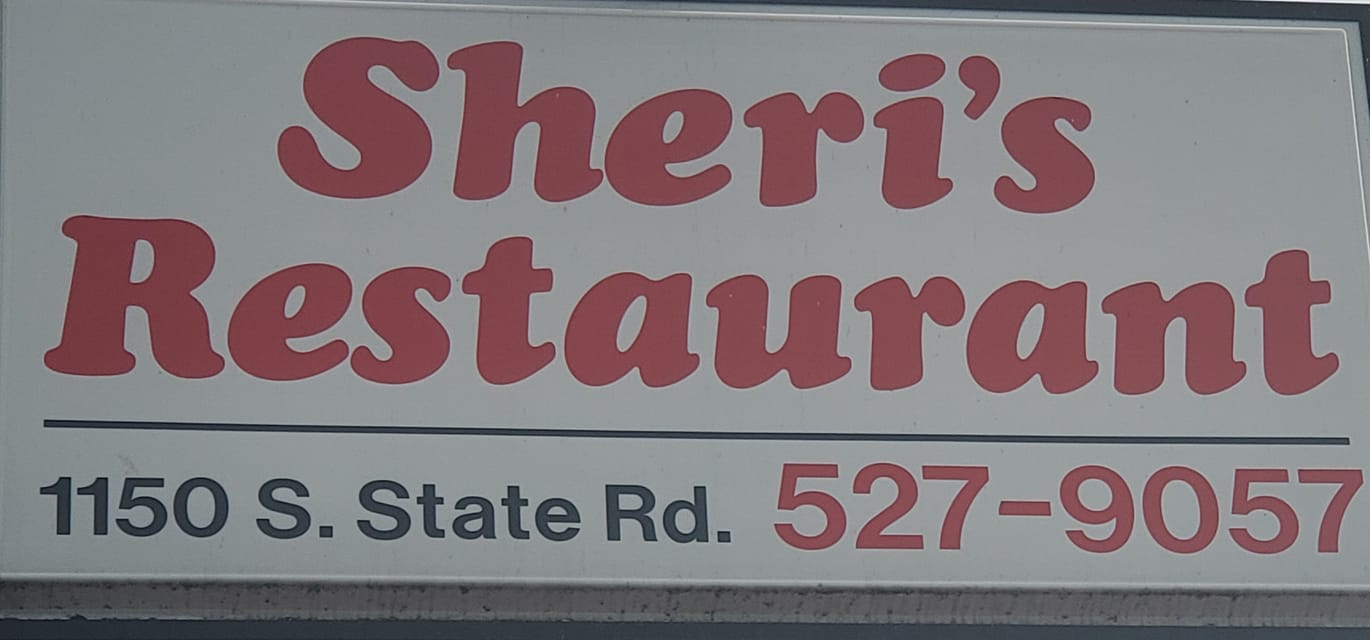 Sheri's
Restaurant
1150 S. State Rd. 527-9057